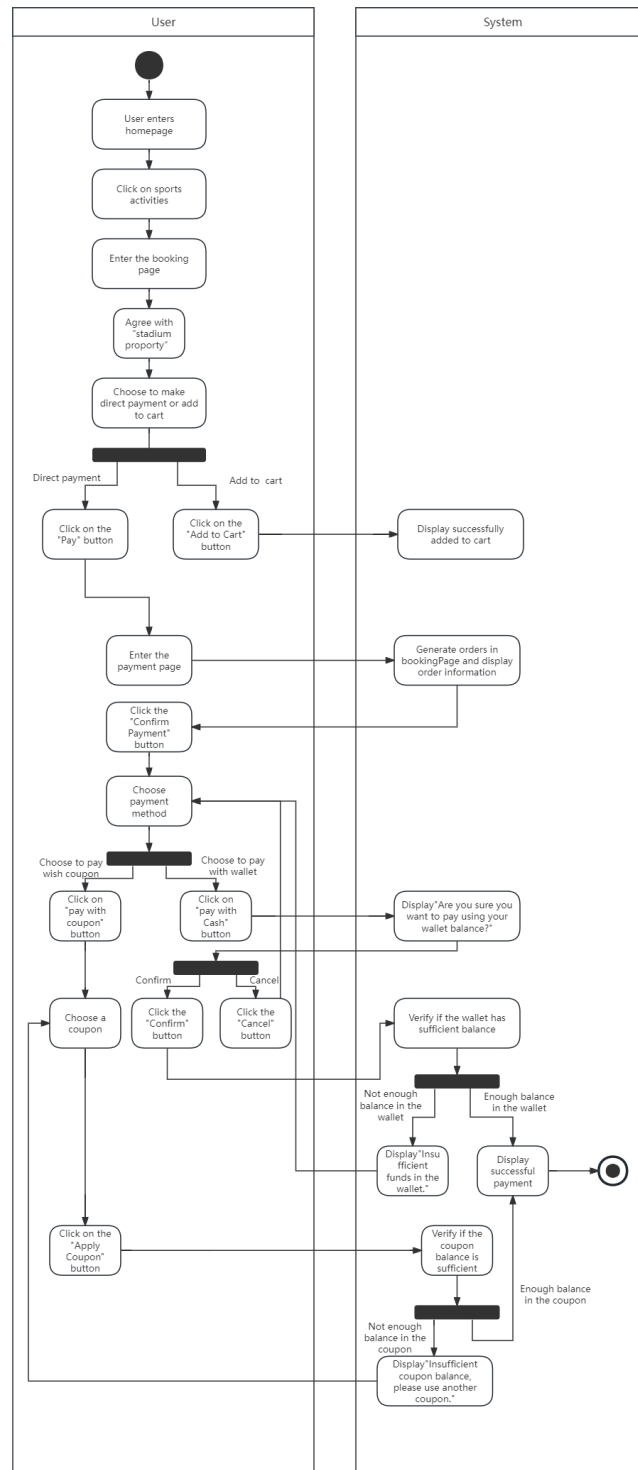 User
System
User enters
homepage
Click on sports
activities
Enter the booking
page
Agree with
"stadium
proporty"
Choose to make
direct payment or add
to cart
Direct payment
Add to cart
Click on the
"Pay" button
Click on the
"Add to Cart"
button
Display successfully
added to cart
Enter the
payment page
Generate orders in
bookingPage and display
order information
Click the
"Confirm
Payment"
button
Choose
payment
method
Choose to pay
wish coupon
Choose to pay
with wallet
Click on
"pay with
coupon"
button
Click on
"pay with
Cash"
button
Display"Are you sure you
want to pay using your
wallet balance?"
Confirm
Cancel
Choose a
coupon
Click the
"Confirm"
button
Click the
"Cancel"
button
Verify if the wallet has
sufficient balance
Not enough
balance in the
wallet
Enough balance
in the wallet
Display"Insu
fficient
funds in the
wallet."
Display
successful
payment
Click on the
"Apply
Coupon"
button
Verify if the
coupon
balance is
sufficient
Enough balance
in the coupon
Not enough
balance in the
coupon
Display"Insufficient
coupon balance,
please use another
coupon."